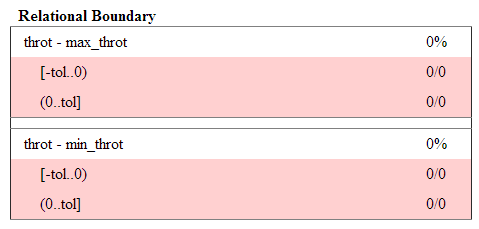 Relational Boundary
throt - max_throt 0%
[-tol..0) 0/0
(0..tol] 0/0
throt - min_throt 0%
[-tol..0) 0/0
(0..tol] 0/0